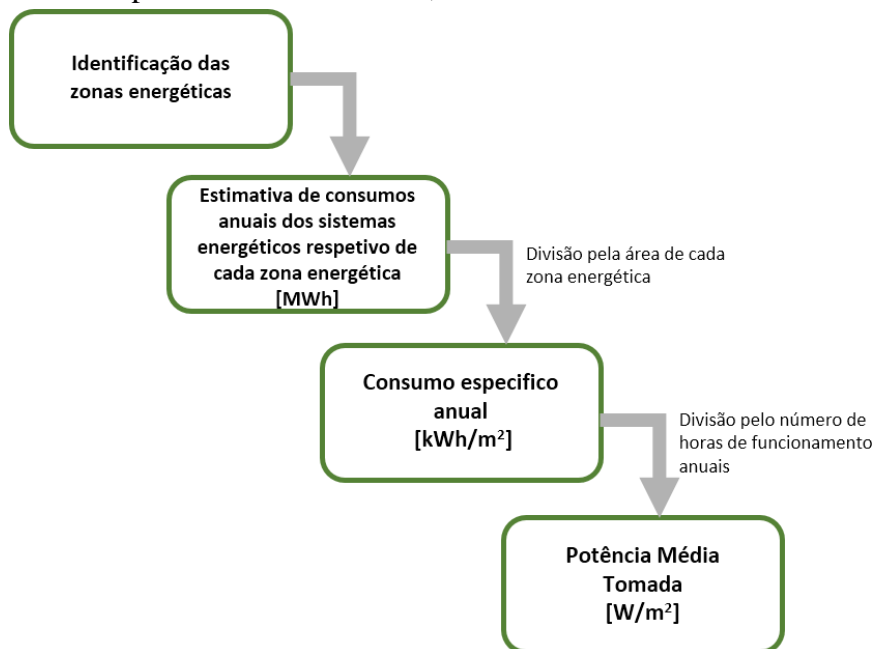 Identificação das
zonas energéticas
Estimativa de consumos
anuais dos sistemas
energéticos respetivo de
cada zona energética
[MWh]
Divisão pela área de cada
zona energética
Consumo especifico
anual
[kWh/m²]
Divisão pelo número de
horas de funcionamento
anuais
Potência Média
Tomada
[W/m²]